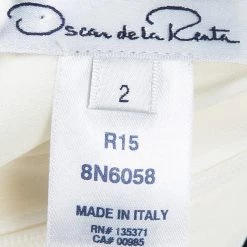 Oscar de la Renta
2
R15
8N6058
MADE IN ITALY
RN# 135371
CA# 00985